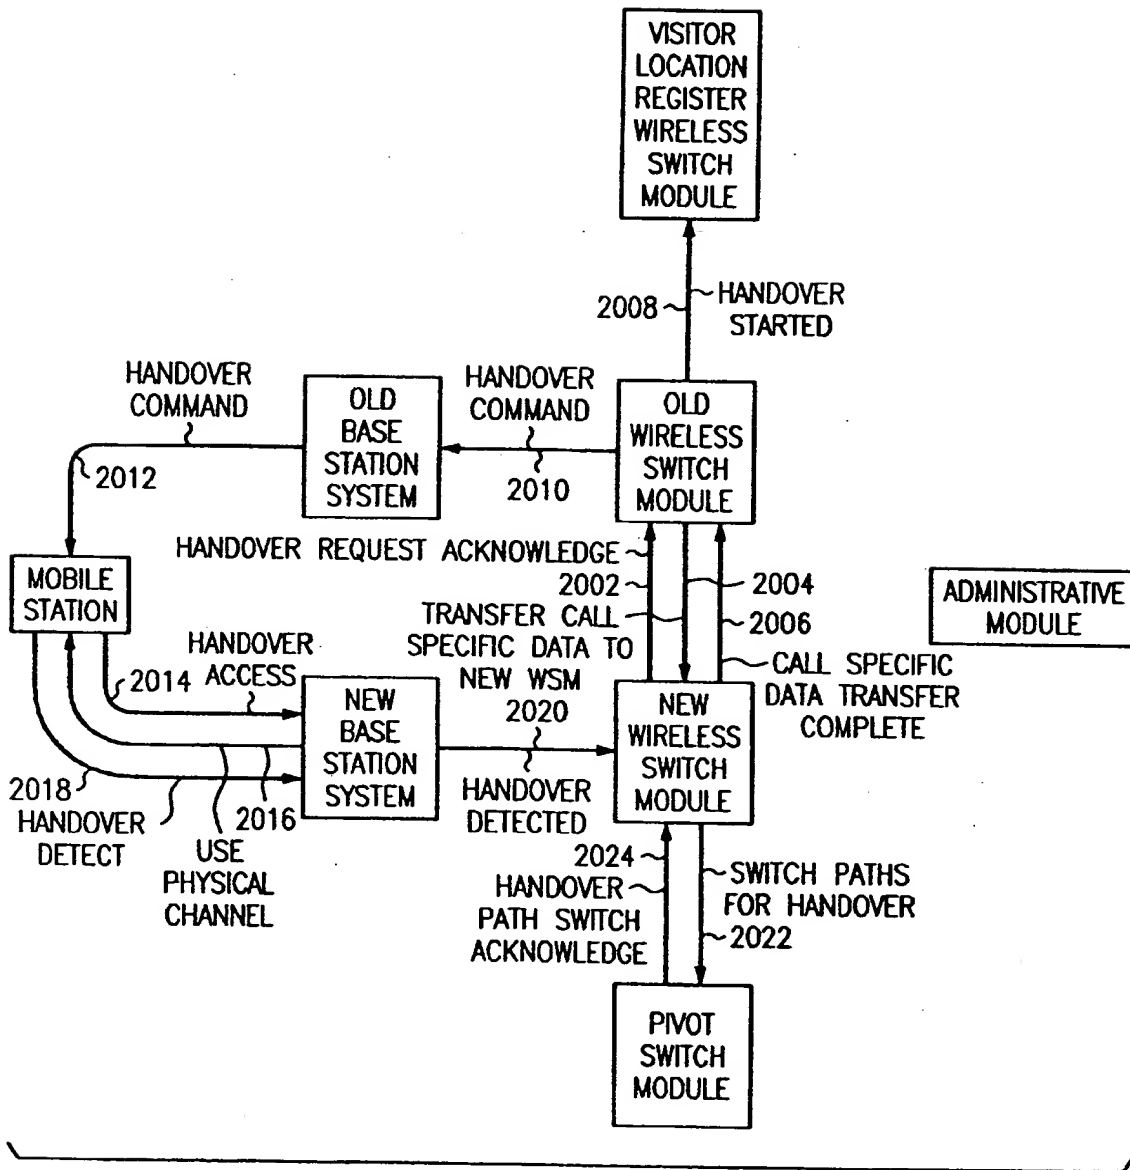 VISITOR
LOCATION
REGISTER
WIRELESS
SWITCH
MODULE
2008
HANDOVER
STARTED
HANDOVER
COMMAND
2012
OLD
BASE
STATION
SYSTEM
HANDOVER
COMMAND
2010
OLD
WIRELESS
SWITCH
MODULE
HANDOVER REQUEST ACKNOWLEDGE
2002
2004
TRANSFER CALL
SPECIFIC DATA TO
NEW WSM
2006
CALL SPECIFIC
DATA TRANSFER
COMPLETE
ADMINISTRATIVE
MODULE
MOBILE
STATION
HANDOVER
ACCESS
2014
NEW
BASE
STATION
SYSTEM
2020
HANDOVER
DETECTED
NEW
WIRELESS
SWITCH
MODULE
2018
HANDOVER
DETECT
2016
USE
PHYSICAL
CHANNEL
2024
HANDOVER
PATH SWITCH
ACKNOWLEDGE
SWITCH PATHS
FOR HANDOVER
2022
PIVOT
SWITCH
MODULE